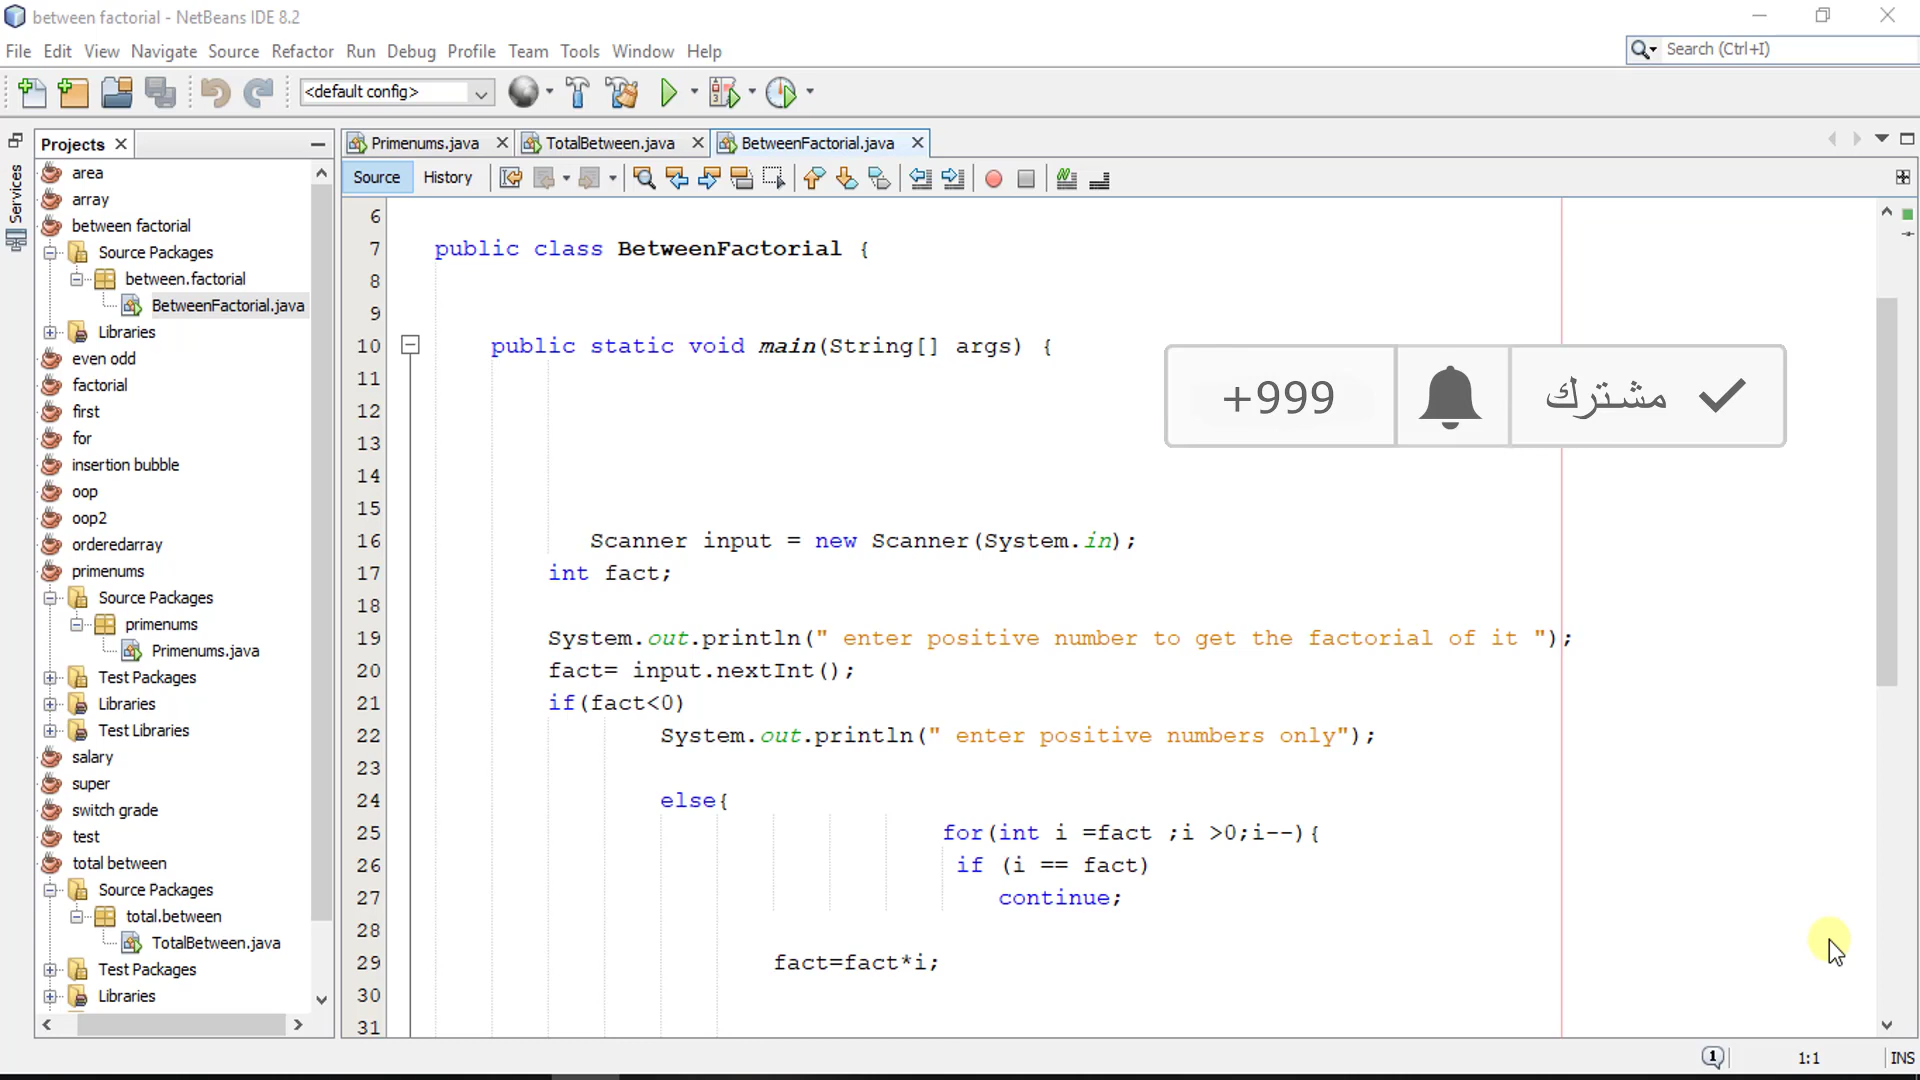 between factorial - NetBeans IDE 8.2
File Edit View Navigate Source Refactor Run Debug Profile Team Tools Window Help
Search (Ctrl+I)
<default config>
Services
Projects
area
array
between factorial
Source Packages
between.factorial
BetweenFactorial.java
Libraries
even odd
factorial
first
for
insertion bubble
oop
oop2
orderedarray
primenums
Source Packages
primenums
Primenums.java
Test Packages
Libraries
Test Libraries
salary
super
switch grade
test
total between
Source Packages
total.between
TotalBetween.java
Test Packages
Libraries
Primenums.java TotalBetween.java BetweenFactorial.java
Source History
6
7 public class BetweenFactorial {
8
9
10 public static void main(String[] args) {
11
12
13
14
15
16 Scanner input = new Scanner(System.in);
17 int fact;
18
19 System.out.println(" enter positive number to get the factorial of it ");
20 fact= input.nextInt();
21 if(fact<0)
22 System.out.println(" enter positive numbers only");
23
24 else{
25 for(int i =fact ;i >0;i--){
26 if (i == fact)
27 continue;
28
29 fact=fact*i;
30
31
+999
مشترك
1:1 INS